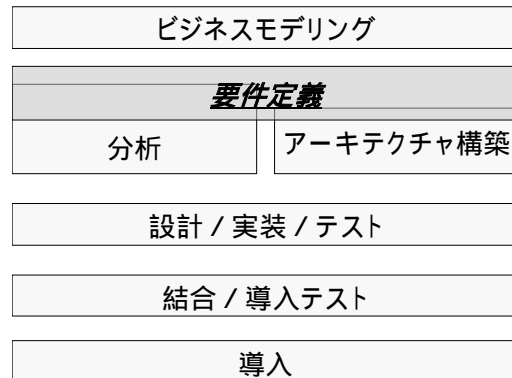 ビジネスモデリング
要件定義
分析
アーキテクチャ構築
設計 / 実装 / テスト
結合 / 導入テスト
導入